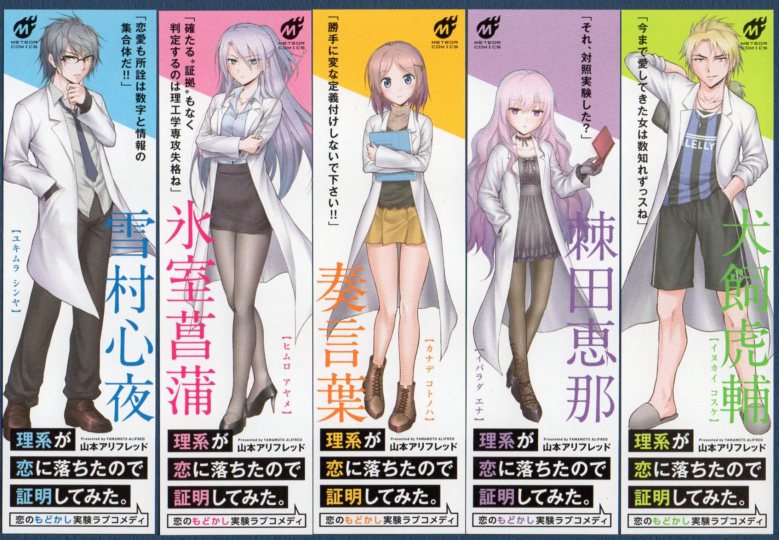 METEOR
COMICS
「恋愛も所詮は数字と情報の
集合体だ!!」
雪村心夜
【ユキムラ シンヤ】
Presented by YAMAMOTO ALIFRED
理系が 山本アリフレッド
恋に落ちたので
証明してみた。
恋のもどかし実験ラブコメディ
METEOR
COMICS
「確たる“証拠”もなく
判定するのは理工学専攻失格ね」
氷室菖蒲
【ヒムロ アヤメ】
Presented by YAMAMOTO ALIFRED
理系が 山本アリフレッド
恋に落ちたので
証明してみた。
恋のもどかし実験ラブコメディ
METEOR
COMICS
「勝手に変な定義付けしないで下さい!!」
奏言葉
【カナデ コトノハ】
Presented by YAMAMOTO ALIFRED
理系が 山本アリフレッド
恋に落ちたので
証明してみた。
恋のもどかし実験ラブコメディ
METEOR
COMICS
「それ、対照実験した?」
棘田恵那
【イバラダ エナ】
Presented by YAMAMOTO ALIFRED
理系が 山本アリフレッド
恋に落ちたので
証明してみた。
恋のもどかし実験ラブコメディ
METEOR
COMICS
「今まで愛してきた女は数知れずっスね」
LELLY
犬飼虎輔
【イヌカイ コスケ】
Presented by YAMAMOTO ALIFRED
理系が 山本アリフレッド
恋に落ちたので
証明してみた。
恋のもどかし実験ラブコメディ